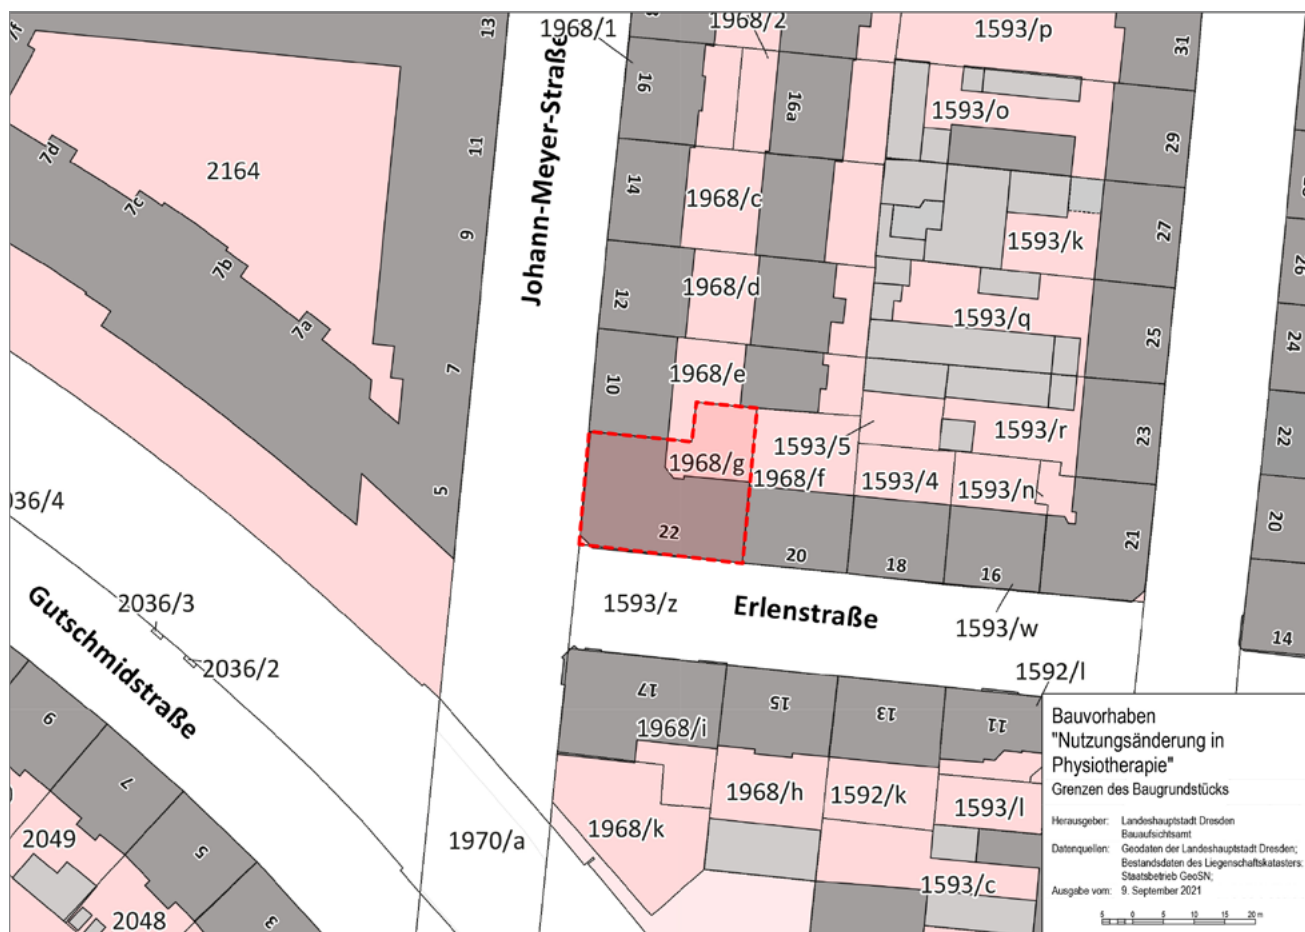 13
1968/1
1968/2
1593/p
31
7f
16
16a
1593/o
29
Johann-Meyer-Straße
11
7d
2164
14
1968/c
7c
9
1593/k
27
7b
26
12
1968/d
1593/q
25
24
7a
7
10
1968/e
1593/r
23
22
1593/5
1968/g
1968/f
1593/4
1593/n
5
036/4
22
20
18
16
21
20
2036/3
1593/z
Erlenstraße
1593/w
14
Gutschmidstraße
2036/2
1592/l
17
15
13
11
1968/i
9
7
1968/h
1592/k
1593/l
2049
5
1970/a
1968/k
1593/c
2048
3
Bauvorhaben
"Nutzungsänderung in
Physiotherapie"
Grenzen des Baugrundstücks
Herausgeber: Landeshauptstadt Dresden
Bauaufsichtsamt
Datenquellen: Geodaten der Landeshauptstadt Dresden;
Bestandsdaten des Liegenschaftskatasters:
Staatsbetrieb GeoSN;
Ausgabe vom: 9. September 2021
5 0 5 10 15 20 m